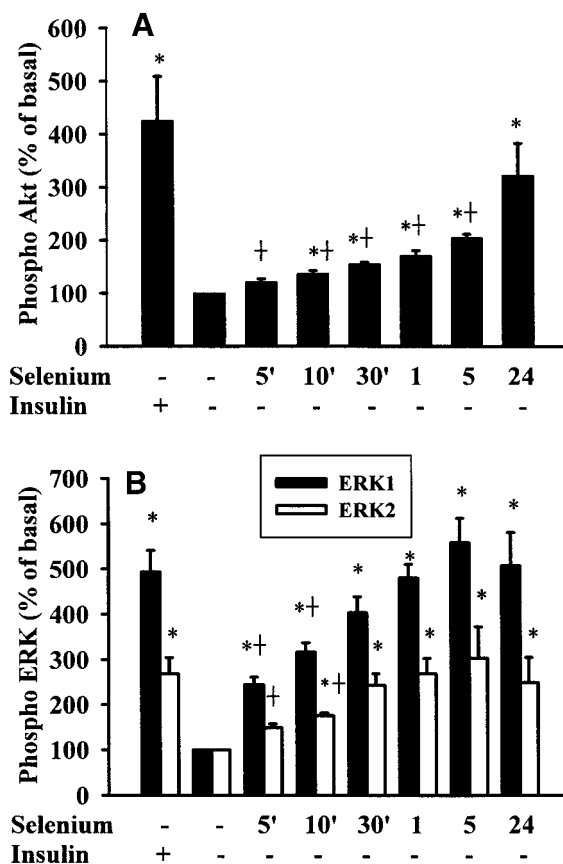 A
Phospho Akt (% of basal)
600
500
400
300
200
100
0
* ‡ *‡ *‡ *‡ *‡ *
Selenium - - 5' 10' 30' 1 5 24
Insulin + - - - - - - -
B
Phospho ERK (% of basal)
700
600
500
400
300
200
100
0
ERK1
ERK2
* * *‡ ‡ *‡ *‡ * * * * * * * *
Selenium - - 5' 10' 30' 1 5 24
Insulin + - - - - - - -